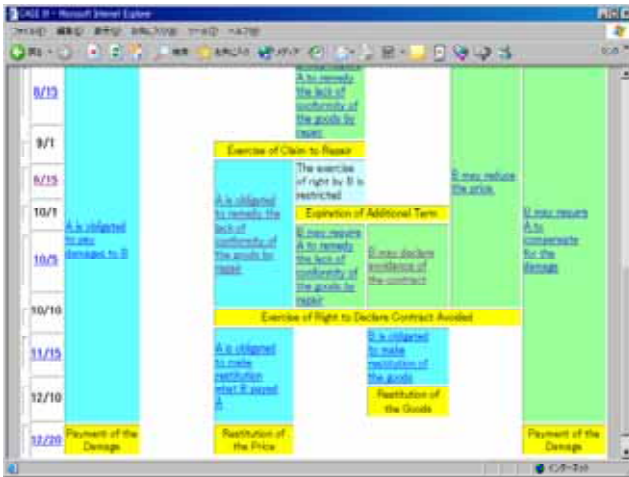 Microsoft Internet Explorer
8/15
A to remedy
the lack of
conformity of
the goods by
repair
9/1
Exercise of Claim to Repair
The exercise
of right by B is
restricted
9/15
B may reduce
the price
10/1
Expiration of Additional Term
A is obligated
to pay
damages to B
A is obligated
to remedy the
lack of
conformity of
the goods by
repair
B may require
A to remedy
the lack of
conformity of
the goods by
repair
B may declare
avoidance of
the contract
B may require
A to
compensate
for the
damage
10/5
10/10
Exercise of Right to Declare Contract Avoided
11/15
A is obligated
to make
restitution
what B payed
A
B is obligated
to make
restitution of
the goods
12/10
Restitution of
the Goods
12/20
Payment of the
Damage
Restitution of
the Price
Payment of the
Damage
インターネット